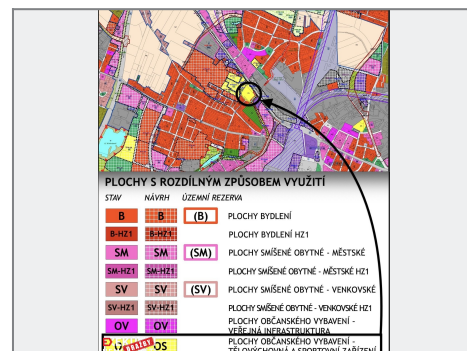 PLOCHY S ROZDÍLNÝM ZPŮSOBEM VYUŽITÍ
STAV NÁVRH ÚZEMNÍ REZERVA
B B (B) PLOCHY BYDLENÍ
B-HZ1 B-HZ1 PLOCHY BYDLENÍ HZ1
SM SM (SM) PLOCHY SMÍŠENÉ OBYTNÉ - MĚSTSKÉ
SM-HZ1 SM-HZ1 PLOCHY SMÍŠENÉ OBYTNÉ - MĚSTSKÉ HZ1
SV SV (SV) PLOCHY SMÍŠENÉ OBYTNÉ - VENKOVSKÉ
SV-HZ1 SV-HZ1 PLOCHY SMÍŠENÉ OBYTNÉ - VENKOVSKÉ HZ1
OV OV PLOCHY OBČANSKÉHO VYBAVENÍ -
VEŘEJNÁ INFRASTRUKTURA
OS PLOCHY OBČANSKÉHO VYBAVENÍ -
TĚLOVÝCHOVNÁ A SPORTOVNÍ ZAŘÍZENÍ
DRAŽBY